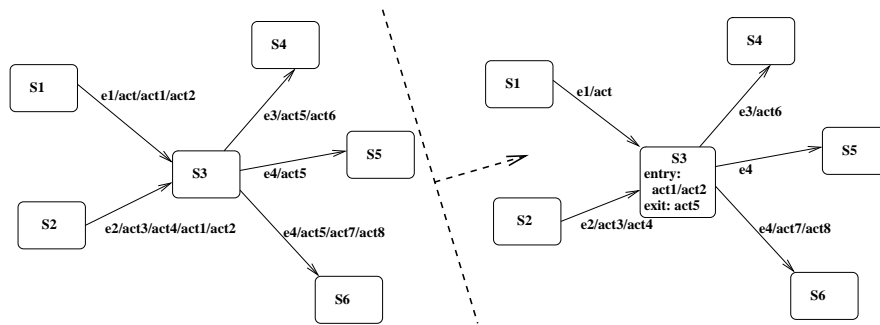 S4
S1
e1/act/act1/act2
e3/act5/act6
S3
S5
e4/act5
S2
e2/act3/act4/act1/act2
e4/act5/act7/act8
S6
S4
S1
e1/act
e3/act6
S3
entry:
act1/act2
exit: act5
S5
e4
S2
e2/act3/act4
e4/act7/act8
S6